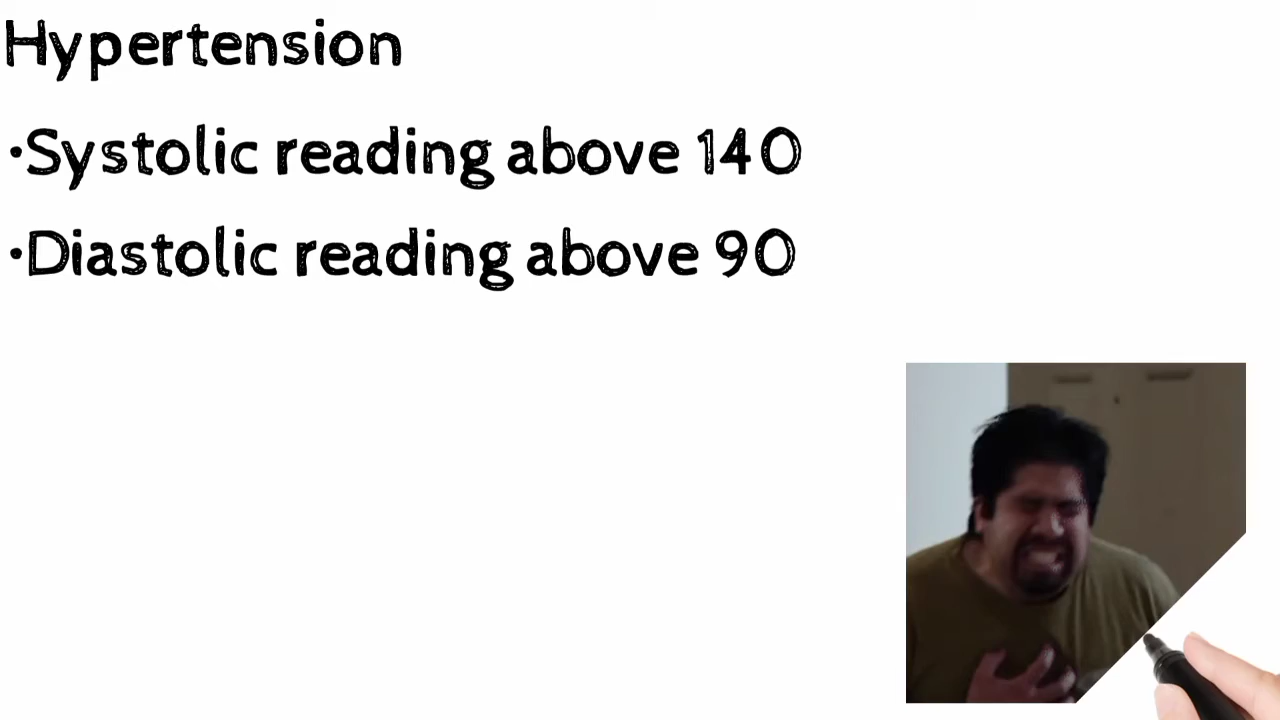 Hypertension
•Systolic reading above 140
•Diastolic reading above 90